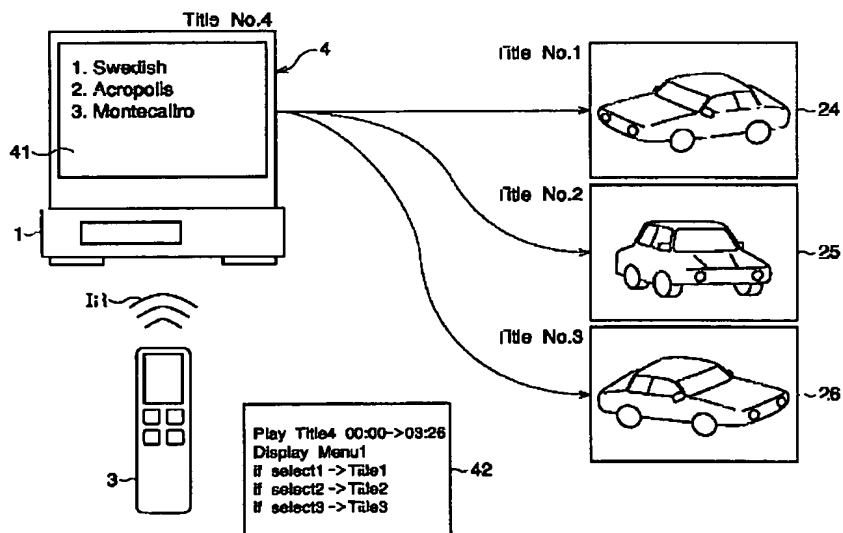 Title No.4
4
1. Swedish
2. Acropolis
3. Montecaltro
41
1
3
Play Title4 00:00->03:26
Display Menu1
if select1->Title1
if select2->Title2
if select3->Title3
42
Title No.1
24
Title No.2
25
Title No.3
26